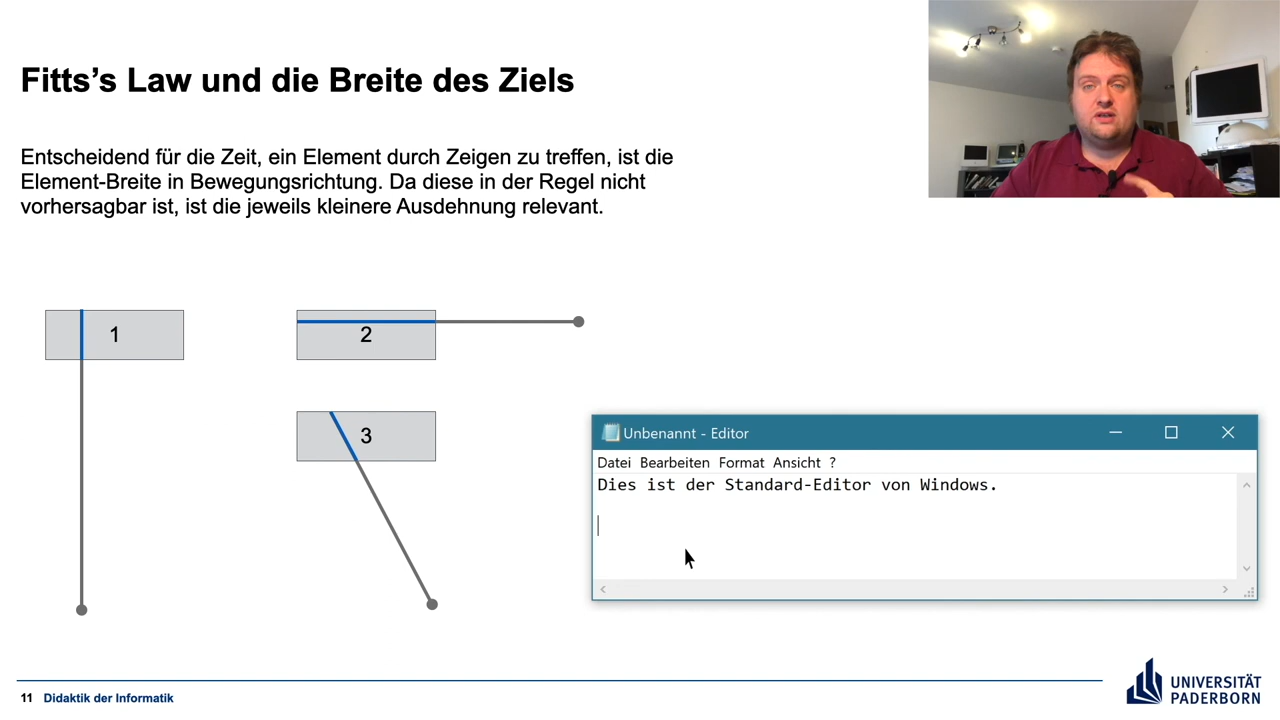 Fitts’s Law und die Breite des Ziels
Entscheidend für die Zeit, ein Element durch Zeigen zu treffen, ist die
Element-Breite in Bewegungsrichtung. Da diese in der Regel nicht
vorhersagbar ist, ist die jeweils kleinere Ausdehnung relevant.
1
2
3
Unbenannt - Editor
Datei Bearbeiten Format Ansicht ?
Dies ist der Standard-Editor von Windows.
11 Didaktik der Informatik
UNIVERSITÄT
PADERBORN